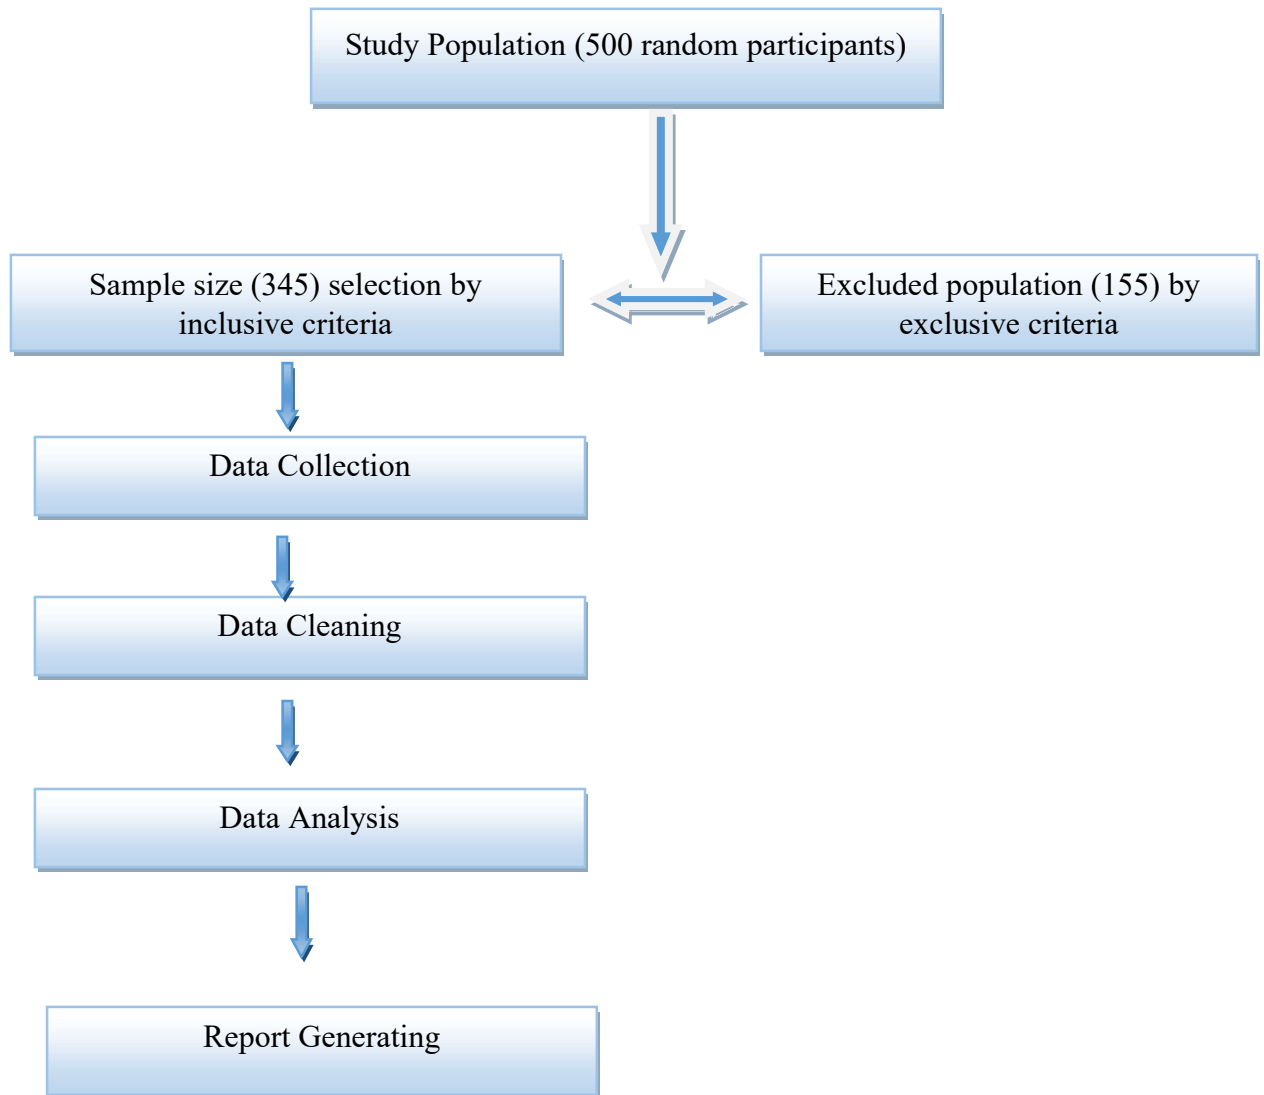 Study Population (500 random participants)
Sample size (345) selection by
inclusive criteria
Excluded population (155) by
exclusive criteria
Data Collection
Data Cleaning
Data Analysis
Report Generating